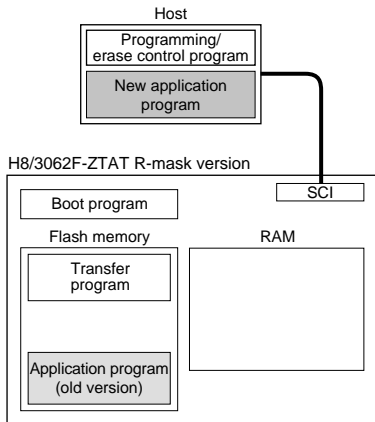 Host
Programming/
erase control program
New application
program
H8/3062F-ZTAT R-mask version
SCI
Boot program
Flash memory
RAM
Transfer
program
Application program
(old version)